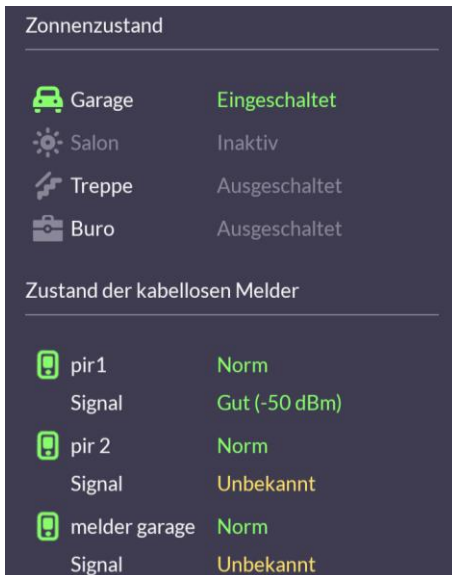 Zonnenzustand
Garage Eingeschaltet
Salon Inaktiv
Treppe Ausgeschaltet
Buro Ausgeschaltet
Zustand der kabellosen Melder
pir1 Norm
Signal Gut (-50 dBm)
pir 2 Norm
Signal Unbekannt
melder garage Norm
Signal Unbekannt